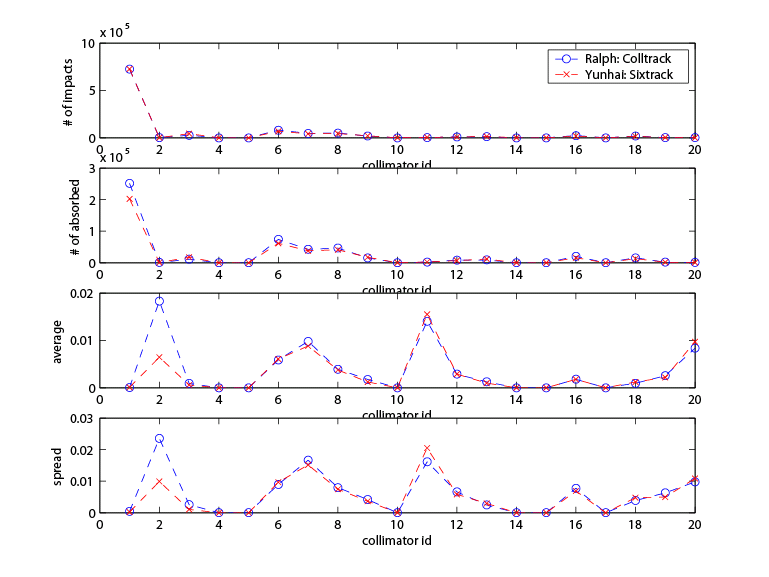 x 10 5
10
5
0
# of impacts
Ralph: Colltrack
Yunhai: Sixtrack
0 2 4 6 8 10 12 14 16 18 20
collimator id
x 10 5
3
2
1
0
# of absorbed
0 2 4 6 8 10 12 14 16 18 20
collimator id
0.02
0.01
0
average
0 2 4 6 8 10 12 14 16 18 20
collimator id
0.03
0.02
0.01
0
spread
0 2 4 6 8 10 12 14 16 18 20
collimator id